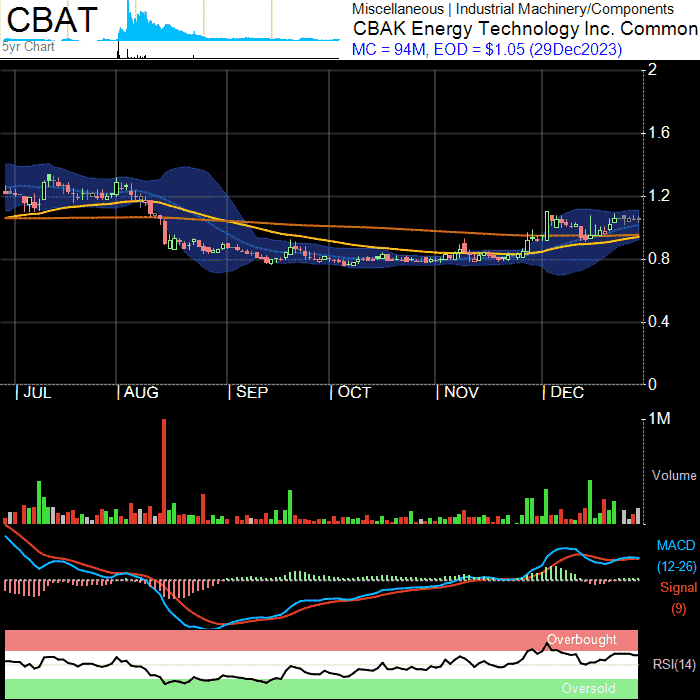 CBAT
5yr Chart
Miscellaneous | Industrial Machinery/Components
CBAK Energy Technology Inc. Common
MC = 94M, EOD = $1.05 (29Dec2023)
2
1.6
1.2
0.8
0.4
0
JUL AUG SEP OCT NOV DEC
1M
Volume
MACD
(12-26)
Signal
(9)
Overbought
RSI(14)
Oversold